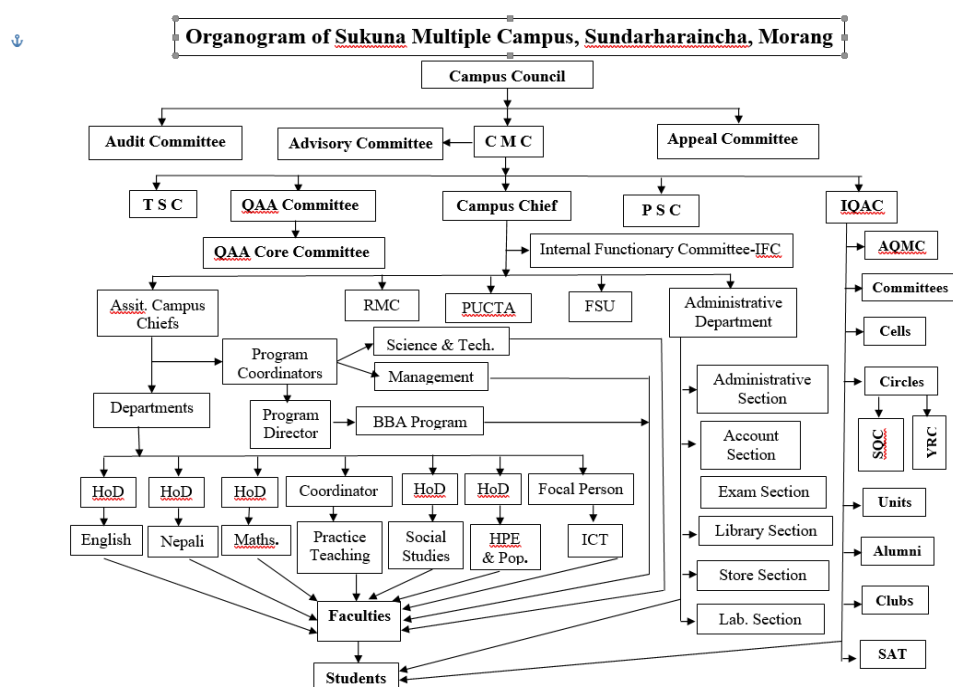 Organogram of Sukuna Multiple Campus, Sundarharaincha, Morang
Campus Council
Audit Committee
Advisory Committee
C M C
Appeal Committee
T S C
QAA Committee
Campus Chief
P S C
IQAC
QAA Core Committee
Internal Functionary Committee-IFC
AQMC
Assit. Campus
Chiefs
RMC
PUCTA
FSU
Administrative
Department
Committees
Cells
Program
Coordinators
Science & Tech.
Management
Administrative
Section
Circles
Departments
Program
Director
BBA Program
Account
Section
SQC
YRC
HoD
HoD
HoD
Coordinator
HoD
HoD
Focal Person
Exam Section
Units
English
Nepali
Maths.
Practice
Teaching
Social
Studies
HPE
& Pop.
ICT
Library Section
Alumni
Store Section
Faculties
Clubs
Lab. Section
Students
SAT